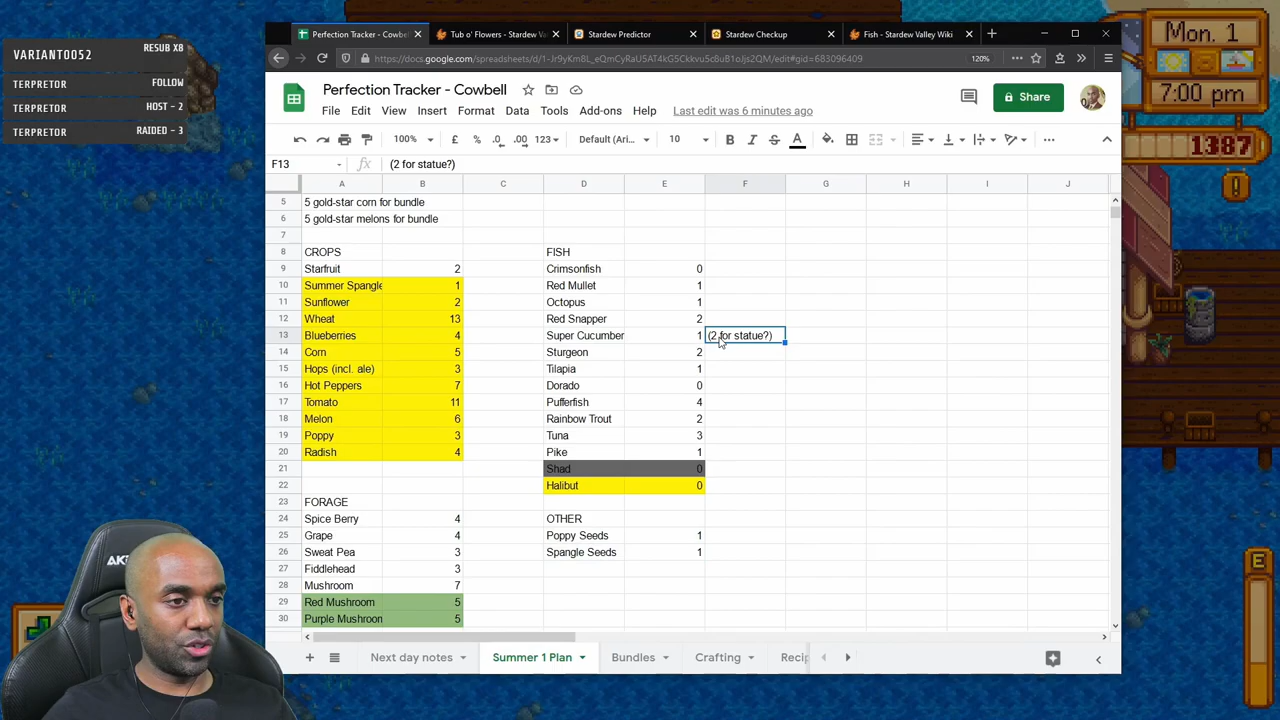 VARIANT0052 RESUB X8
TERPRETOR FOLLOW
TERPRETOR HOST - 2
TERPRETOR RAIDED - 3
Perfection Tracker - Cowbell
Tub o' Flowers - Stardew Va
Stardew Predictor
Stardew Checkup
Fish - Stardew Valley Wiki
120%
Perfection Tracker - Cowbell
File Edit View Insert Format Data Tools Add-ons Help Last edit was 6 minutes ago
Share
100% £ % .0 .00 123 Default (Ari... 10 B I S A
F13 fx (2 for statue?)
A B C D E F G H I J
5 5 gold-star corn for bundle
6 5 gold-star melons for bundle
7
8 CROPS FISH
9 Starfruit 2 Crimsonfish 0
10 Summer Spangle 1 Red Mullet 1
11 Sunflower 2 Octopus 1
12 Wheat 13 Red Snapper 2
13 Blueberries 4 Super Cucumber 1 (2 for statue?)
14 Corn 5 Sturgeon 2
15 Hops (incl. ale) 3 Tilapia 1
16 Hot Peppers 7 Dorado 0
17 Tomato 11 Pufferfish 4
18 Melon 6 Rainbow Trout 2
19 Poppy 3 Tuna 3
20 Radish 4 Pike 1
21 Shad 0
22 Halibut 0
23 FORAGE
24 Spice Berry 4 OTHER
25 Grape 4 Poppy Seeds 1
26 Sweat Pea 3 Spangle Seeds 1
27 Fiddlehead 3
28 Mushroom 7
29 Red Mushroom 5
30 Purple Mushroon 5
Next day notes Summer 1 Plan Bundles Crafting Recip
Mon. 1
7:00 pm
1387
E